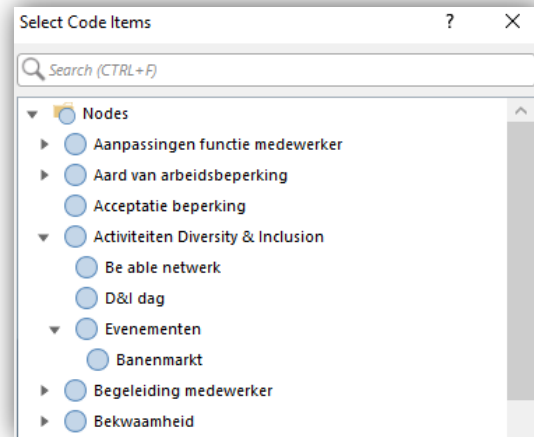 Select Code Items ?
Search (CTRL+F)
Nodes
Aanpassingen functie medewerker
Aard van arbeidsbeperking
Acceptatie beperking
Activiteiten Diversity & Inclusion
Be able netwerk
D&I dag
Evenementen
Banenmarkt
Begeleiding medewerker
Bekwaamheid